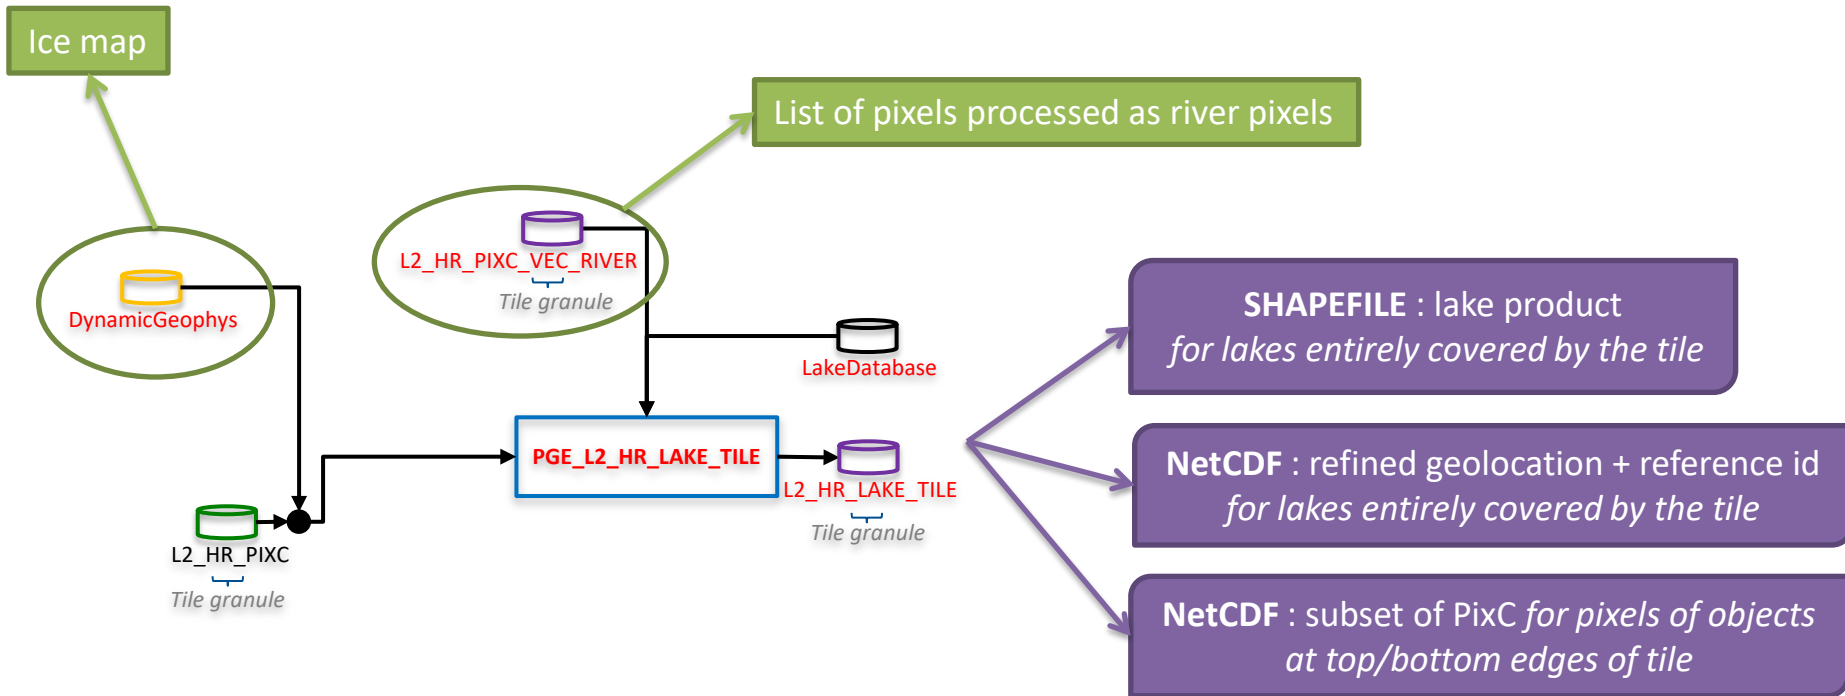 Ice map
List of pixels processed as river pixels
L2_HR_PIXC_VEC_RIVER
Tile granule
DynamicGeophys
LakeDatabase
SHAPEFILE : lake product
for lakes entirely covered by the tile
PGE_L2_HR_LAKE_TILE
L2_HR_LAKE_TILE
Tile granule
NetCDF : refined geolocation + reference id
for lakes entirely covered by the tile
L2_HR_PIXC
Tile granule
NetCDF : subset of PixC for pixels of objects
at top/bottom edges of tile